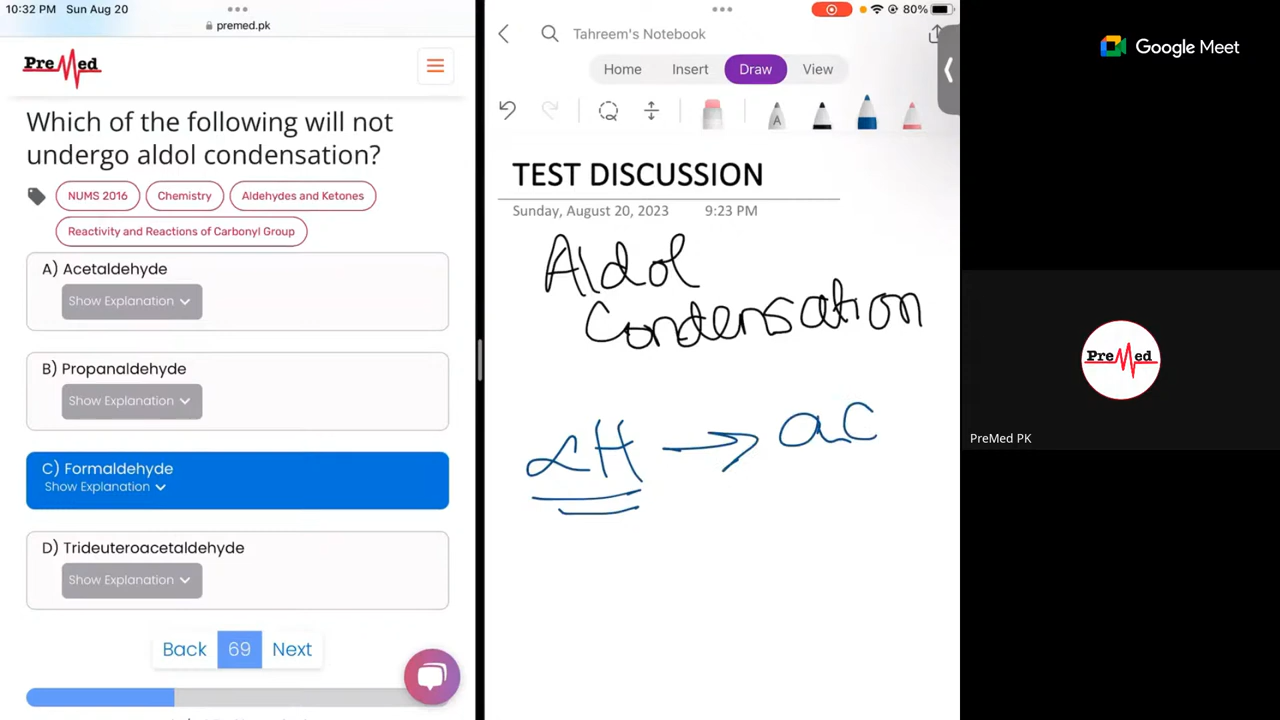 10:32 PM Sun Aug 20
premed.pk
PreMed
Which of the following will not
undergo aldol condensation?
NUMS 2016
Chemistry
Aldehydes and Ketones
Reactivity and Reactions of Carbonyl Group
A) Acetaldehyde
Show Explanation
B) Propanaldehyde
Show Explanation
C) Formaldehyde
Show Explanation
D) Trideuteroacetaldehyde
Show Explanation
Back 69 Next
80%
Tahreem's Notebook
Home Insert Draw View
A
TEST DISCUSSION
Sunday, August 20, 2023 9:23 PM
Aldol
Condensation
αH → αC
Google Meet
PreMed
PreMed PK